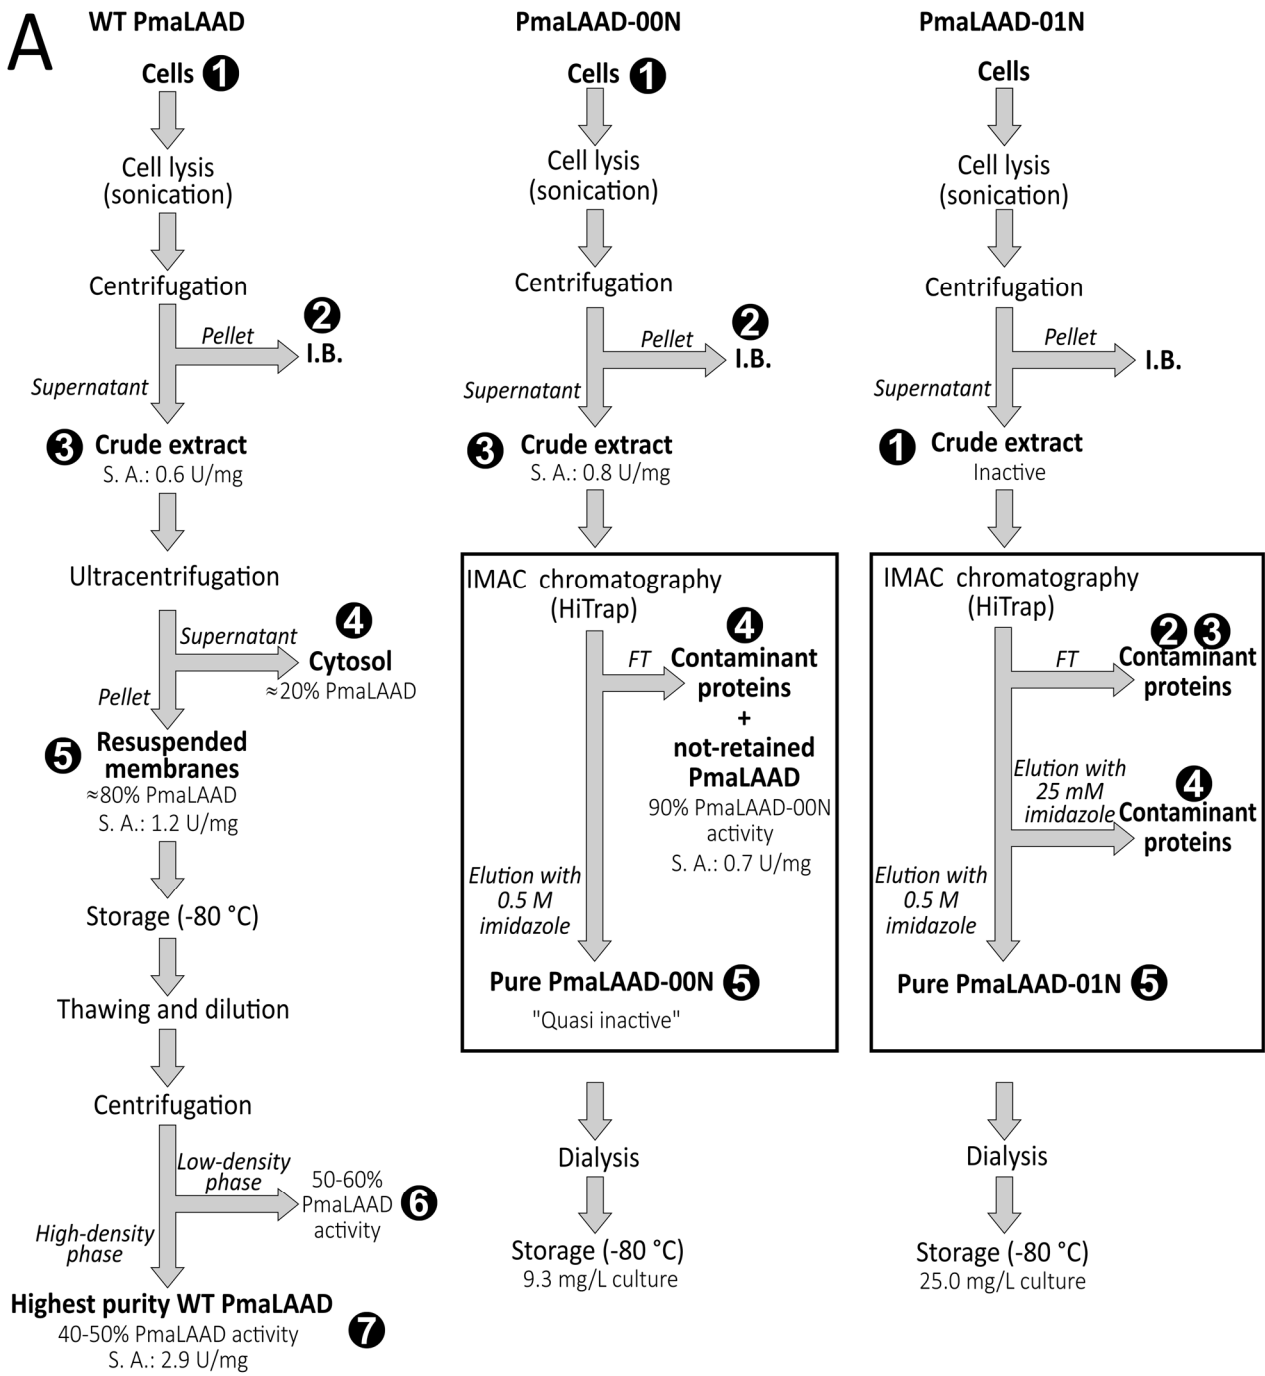 A
WT PmaLAAD
Cells 1
Cell lysis
(sonication)
Centrifugation
Pellet
2
I.B.
Supernatant
3 Crude extract
S. A.: 0.6 U/mg
Ultracentrifugation
Supernatant
4
Cytosol
≈20% PmaLAAD
Pellet
5 Resuspended
membranes
≈80% PmaLAAD
S. A.: 1.2 U/mg
Storage (-80 °C)
Thawing and dilution
Centrifugation
Low-density
phase
50-60%
PmaLAAD 6
activity
High-density
phase
Highest purity WT PmaLAAD
40-50% PmaLAAD activity 7
S. A.: 2.9 U/mg
PmaLAAD-00N
Cells 1
Cell lysis
(sonication)
Centrifugation
Pellet
2
I.B.
Supernatant
3 Crude extract
S. A.: 0.8 U/mg
IMAC chromatography
(HiTrap)
FT
4
Contaminant
proteins
+
not-retained
PmaLAAD
90% PmaLAAD-00N
activity
S. A.: 0.7 U/mg
Elution with
0.5 M
imidazole
Pure PmaLAAD-00N 5
"Quasi inactive"
Dialysis
Storage (-80 °C)
9.3 mg/L culture
PmaLAAD-01N
Cells
Cell lysis
(sonication)
Centrifugation
Pellet
I.B.
Supernatant
1 Crude extract
Inactive
IMAC chromatography
(HiTrap)
FT
2 3
Contaminant
proteins
Elution with
25 mM
imidazole
4
Contaminant
proteins
Elution with
0.5 M
imidazole
Pure PmaLAAD-01N 5
Dialysis
Storage (-80 °C)
25.0 mg/L culture